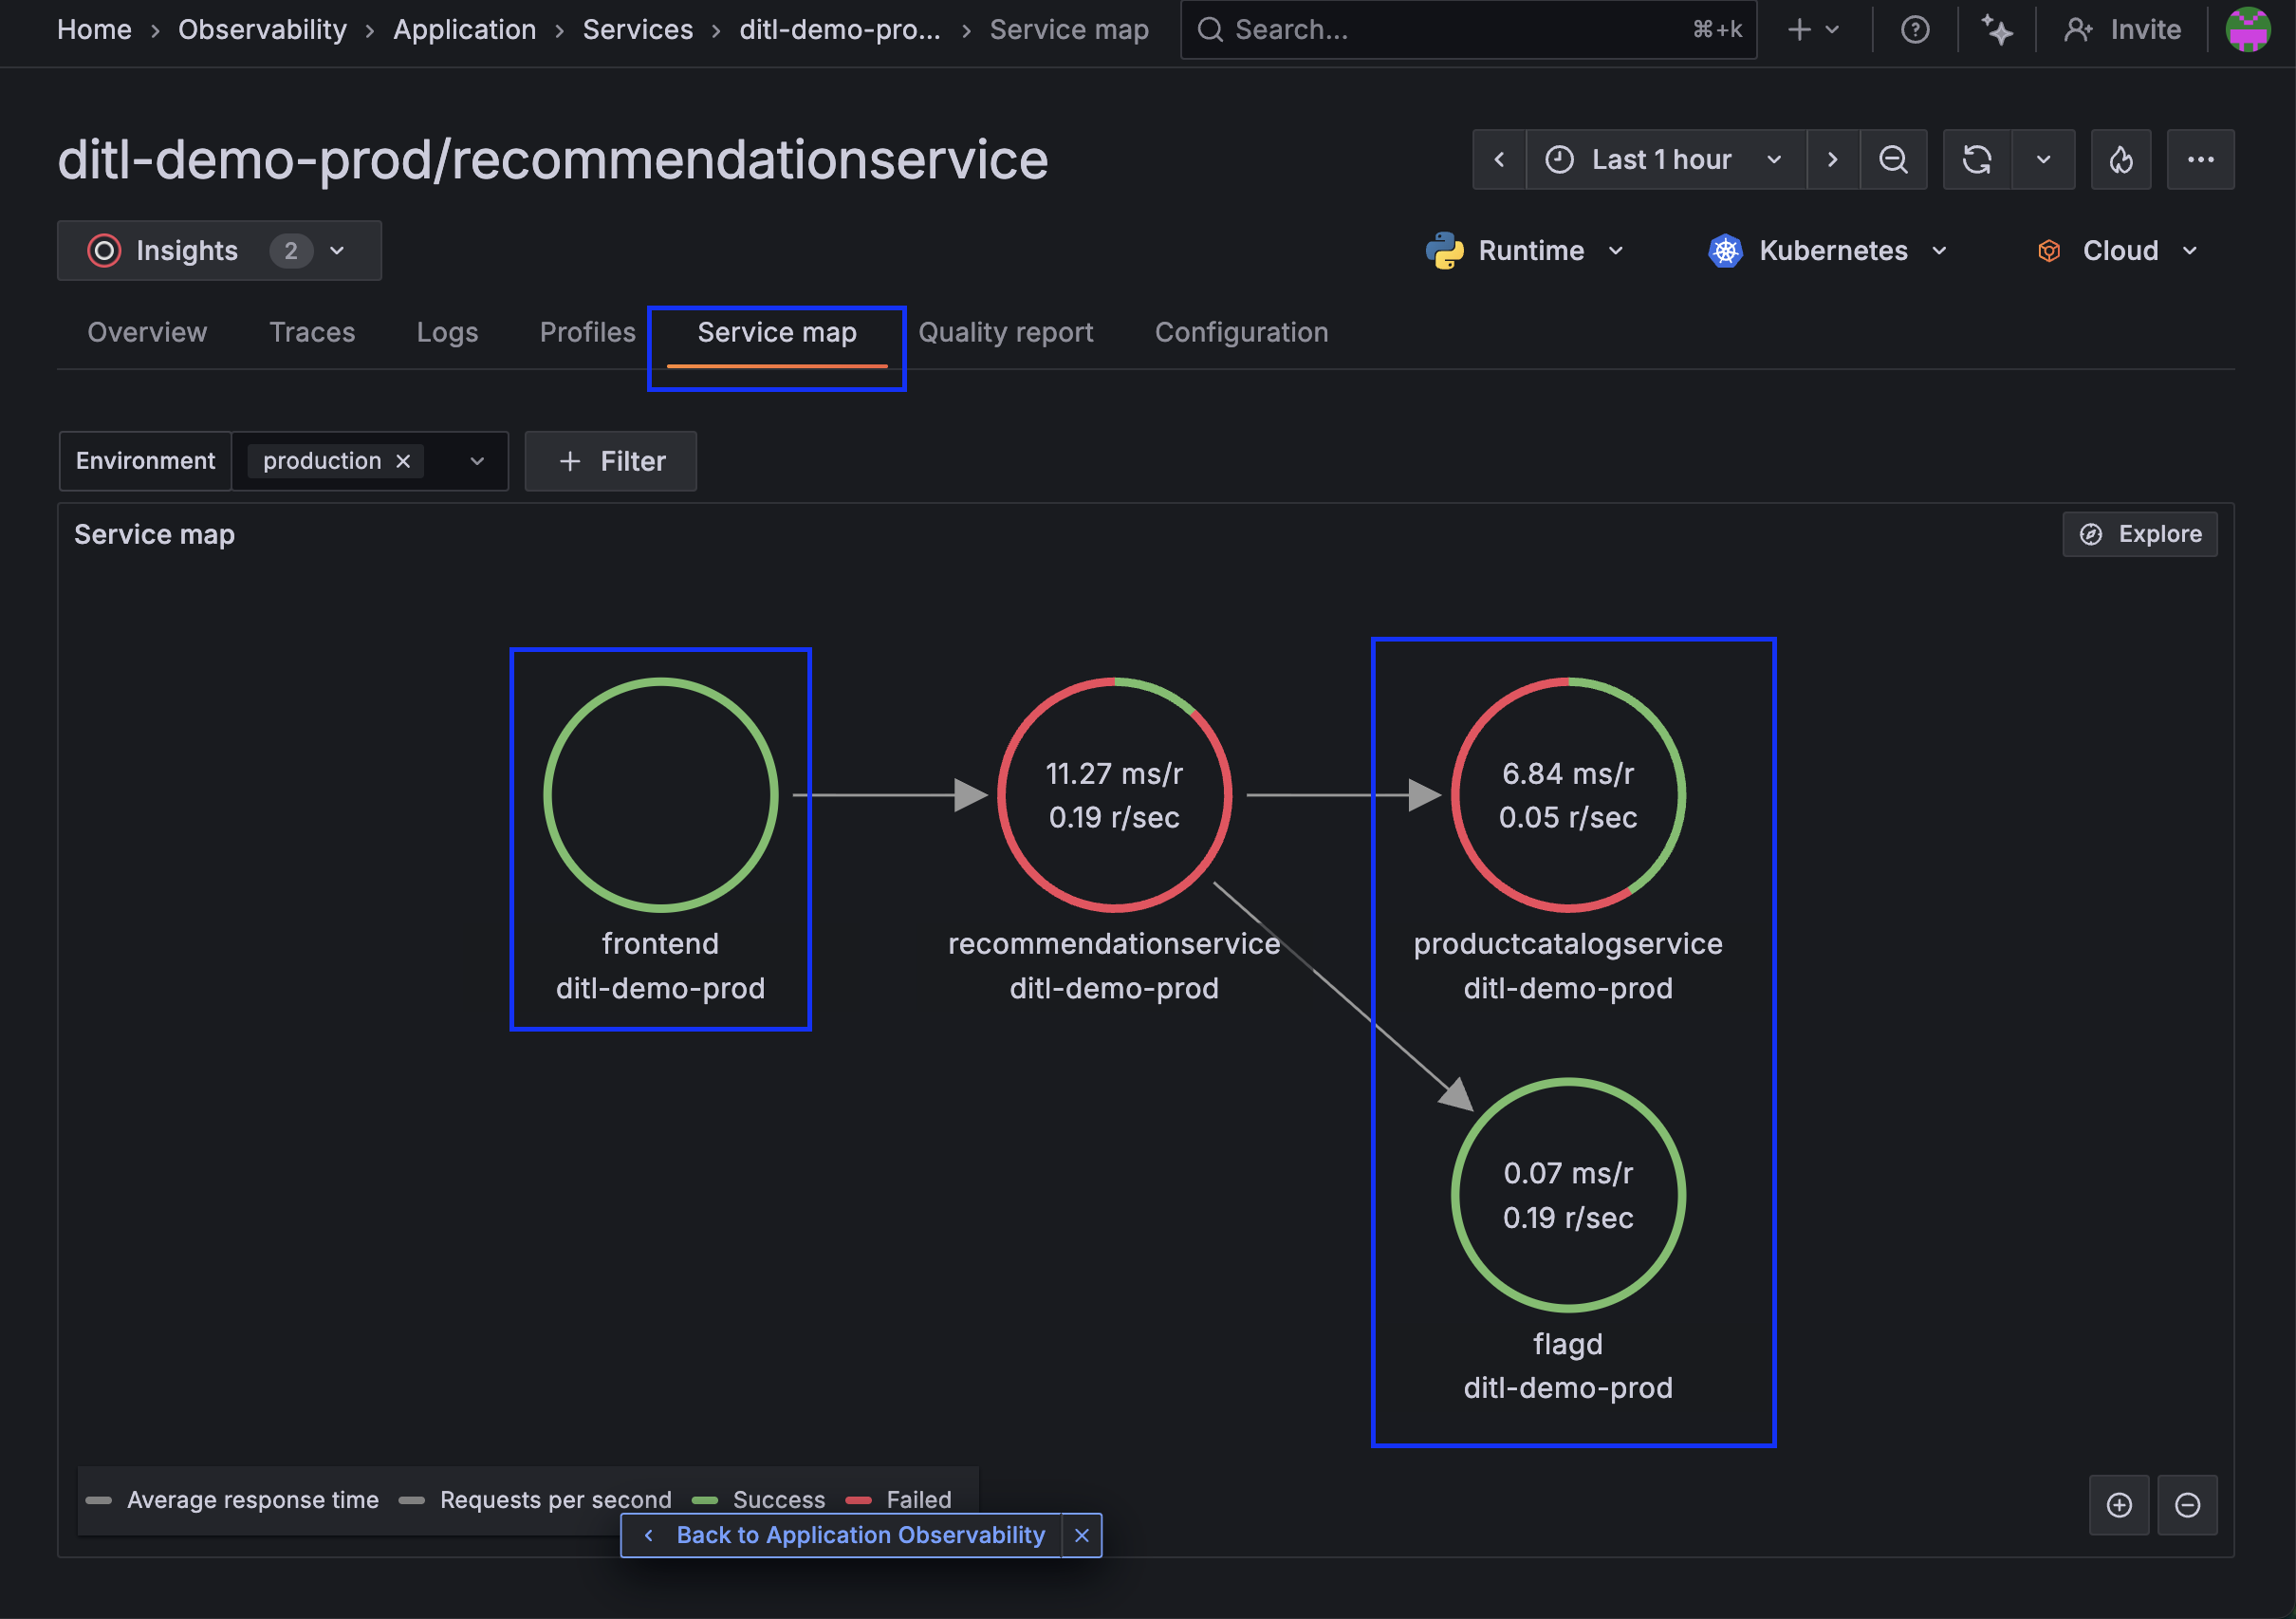 Home › Observability › Application › Services › ditl-demo-pro... › Service map
Search... ⌘+k
Invite
ditl-demo-prod/recommendationservice
Last 1 hour
Insights 2
Runtime
Kubernetes
Cloud
Overview Traces Logs Profiles Service map Quality report Configuration
Environment production
+ Filter
Service map
Explore
11.27 ms/r
0.19 r/sec
6.84 ms/r
0.05 r/sec
frontend
ditl-demo-prod
recommendationservice
ditl-demo-prod
productcatalogservice
ditl-demo-prod
0.07 ms/r
0.19 r/sec
flagd
ditl-demo-prod
Average response time Requests per second Success Failed
Back to Application Observability